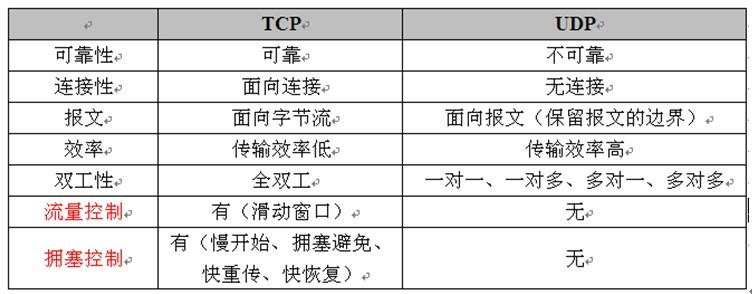 TCP UDP
可靠性 可靠 不可靠
连接性 面向连接 无连接
报文 面向字节流 面向报文（保留报文的边界）
效率 传输效率低 传输效率高
双工性 全双工 一对一、一对多、多对一、多对多
流量控制 有（滑动窗口） 无
拥塞控制 有（慢开始、拥塞避免、 无
快重传、快恢复）